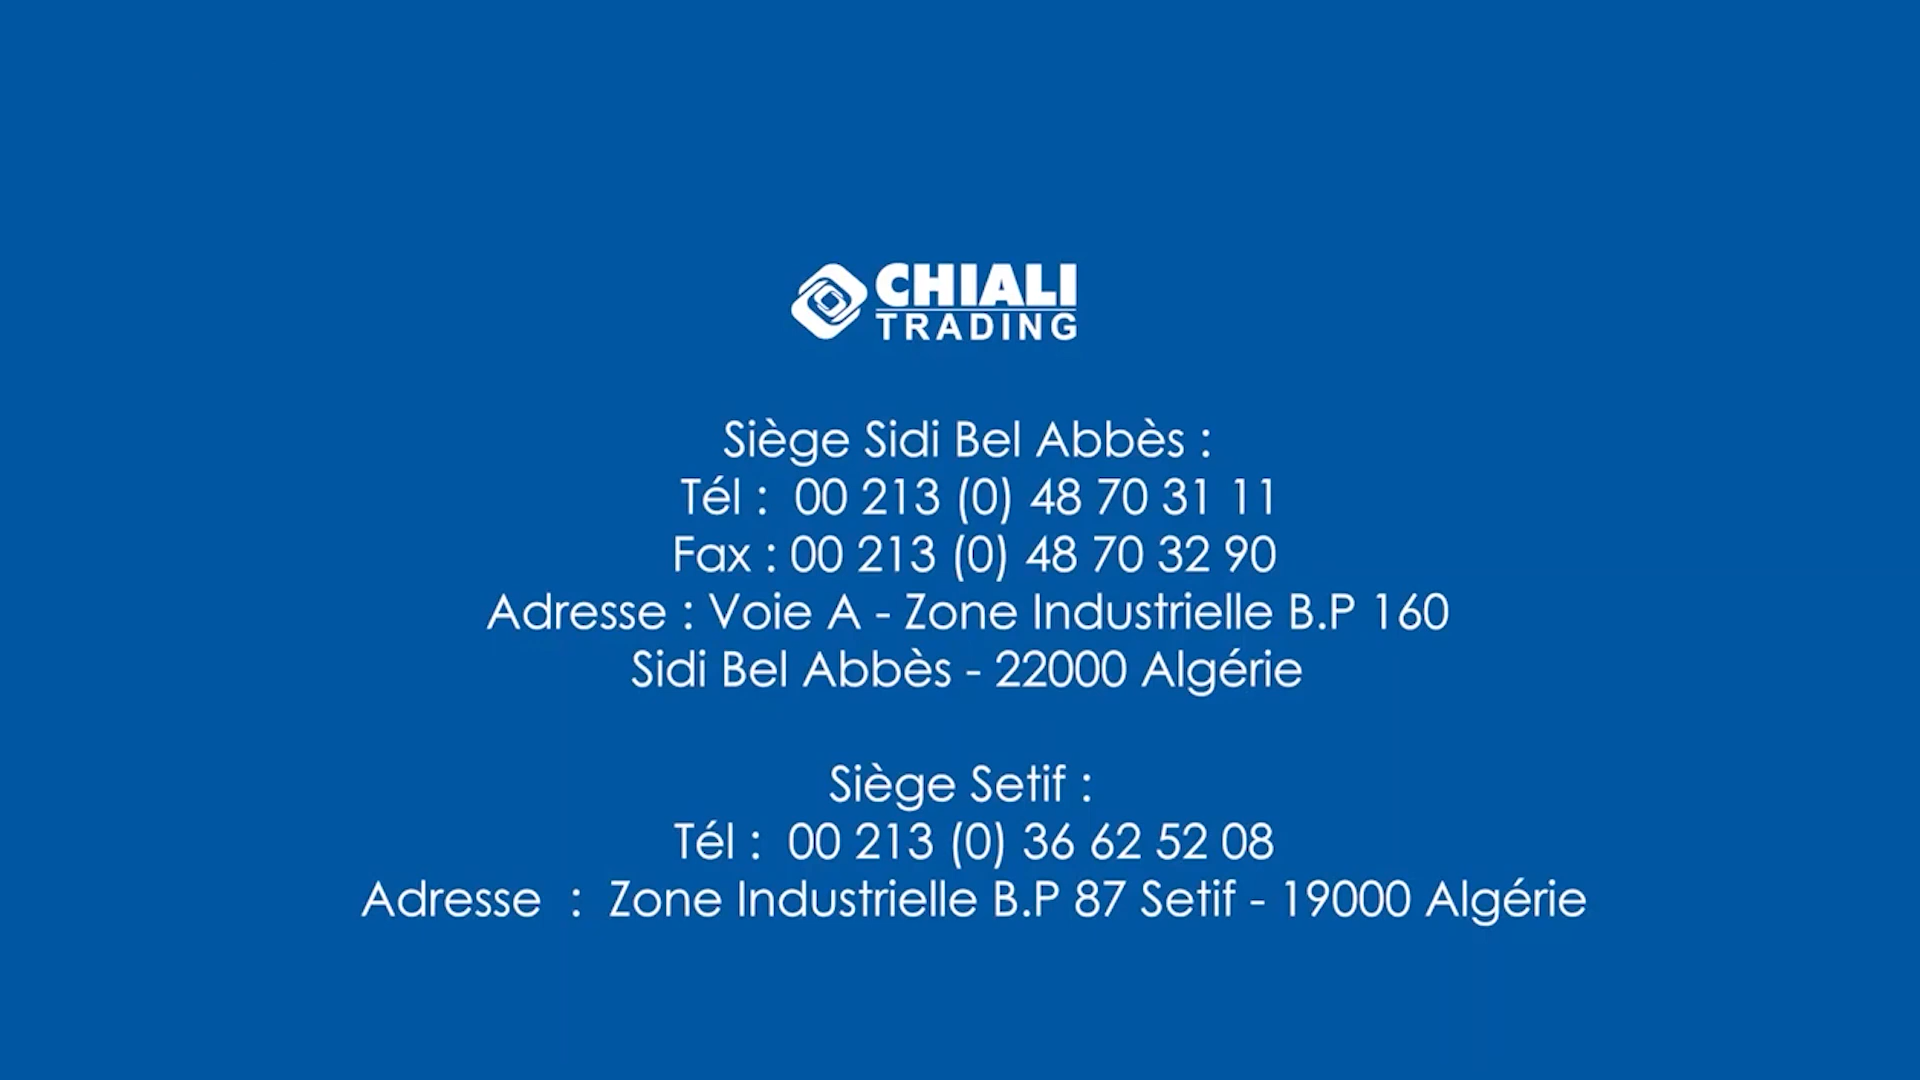 CHIALI
TRADING
Siège Sidi Bel Abbès :
Tél :  00 213 (0) 48 70 31 11
Fax : 00 213 (0) 48 70 32 90
Adresse : Voie A - Zone Industrielle B.P 160
Sidi Bel Abbès - 22000 Algérie
Siège Setif :
Tél :  00 213 (0) 36 62 52 08
Adresse  :  Zone Industrielle B.P 87 Setif - 19000 Algérie